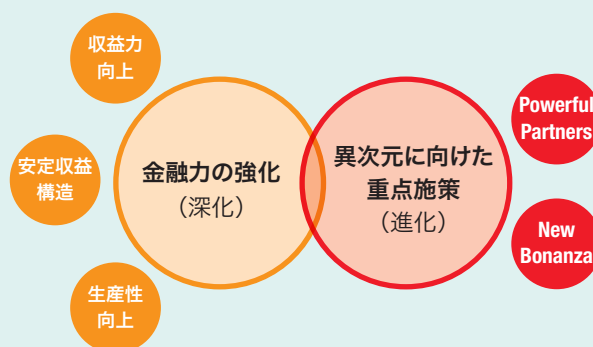 収益力
向上
安定収益
構造
生産性
向上
金融力の強化
（深化）
異次元に向けた
重点施策
（進化）
Powerful
Partners
New
Bonanza